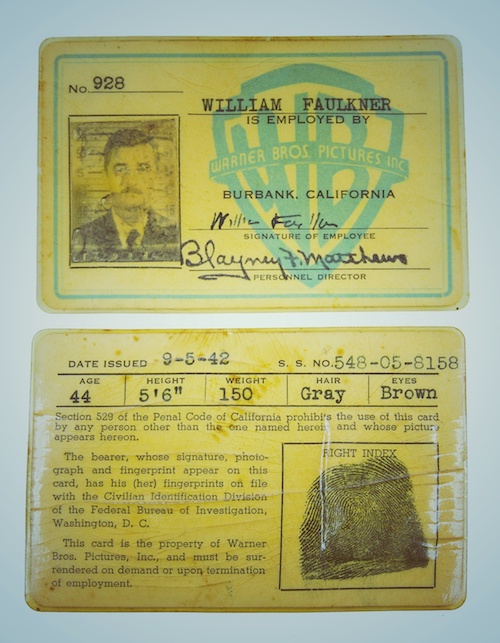 No. 928
WILLIAM FAULKNER
IS EMPLOYED BY
WB
WARNER BROS. PICTURES INC.
BURBANK, CALIFORNIA
SIGNATURE OF EMPLOYEE
Blayney F. Matthews
PERSONNEL DIRECTOR
DATE ISSUED 9-5-42 S. S. NO. 548-05-8158
AGE HEIGHT WEIGHT HAIR EYES
44 5'6" 150 Gray Brown
Section 529 of the Penal Code of California prohibits the use of this card
by any person other than the one named herein and whose picture
appears hereon.
The bearer, whose signature, photo-
graph and fingerprint appear on this
card, has his (her) fingerprints on file
with the Civilian Identification Division
of the Federal Bureau of Investigation,
Washington, D. C.
This card is the property of Warner
Bros. Pictures, Inc., and must be sur-
rendered on demand or upon termination
of employment.
RIGHT INDEX